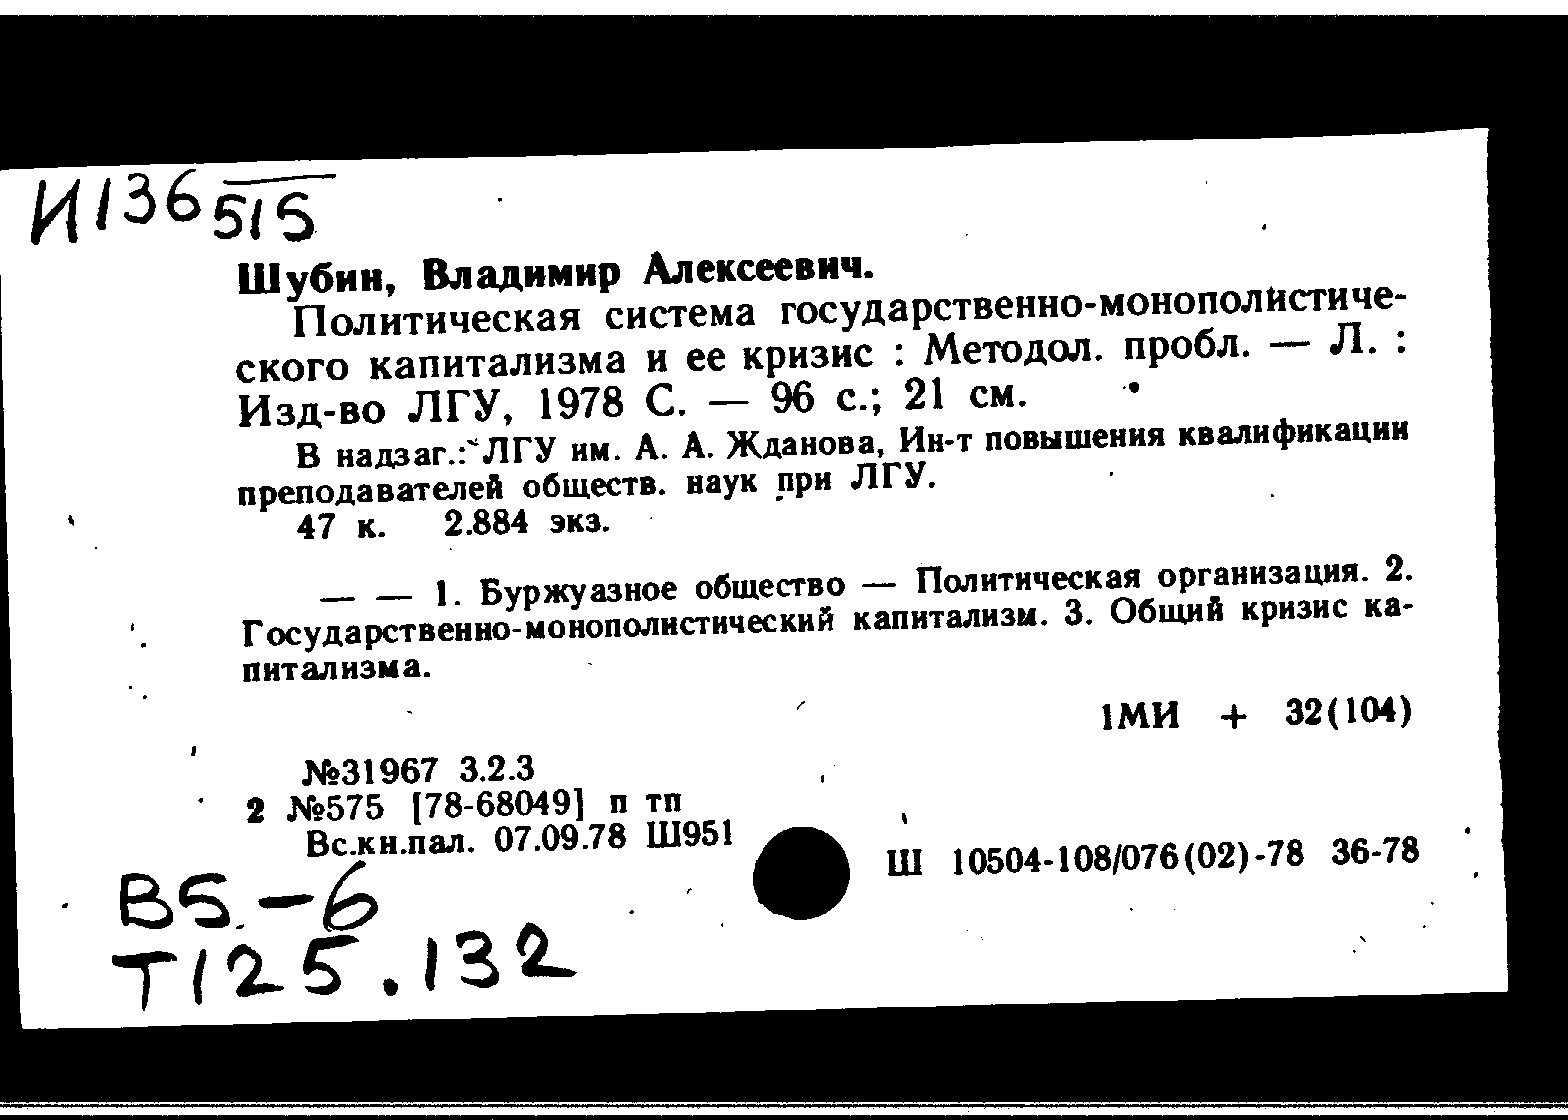 И136 515
Шубин, Владимир Алексеевич.
Политическая система государственно-монополистиче-
ского капитализма и ее кризис : Методол. пробл. — Л. :
Изд-во ЛГУ, 1978 С. — 96 с.; 21 см.
В надзаг.: ЛГУ им. А. А. Жданова, Ин-т повышения квалификации
преподавателей обществ. наук при ЛГУ.
47 к. 2.884 экз.
— — 1. Буржуазное общество — Политическая организация. 2.
Государственно-монополистический капитализм. 3. Общий кризис ка-
питализма.
1МИ + 32(104)
№31967 3.2.3
2 №575 [78-68049] п тп
Вс.кн.пал. 07.09.78 Ш951
Ш 10504-108/076(02)-78 36-78
В5.-6
Т125.132